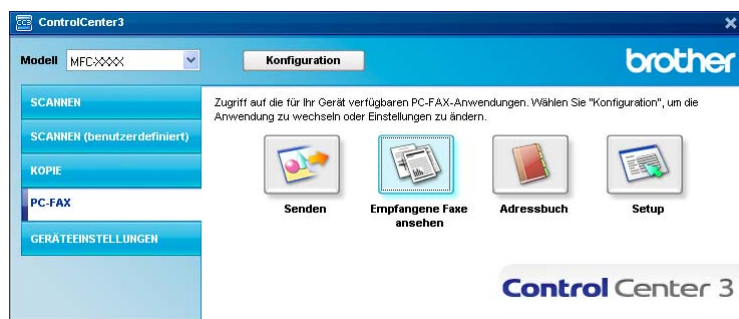 ControlCenter3
Modell MFC-XXXX Konfiguration brother
SCANNEN
SCANNEN (benutzerdefiniert)
KOPIE
PC-FAX
GERÄTEEINSTELLUNGEN
Zugriff auf die für Ihr Gerät verfügbaren PC-FAX-Anwendungen. Wählen Sie "Konfiguration", um die
Anwendung zu wechseln oder Einstellungen zu ändern.
Senden
Empfangene Faxe
ansehen
Adressbuch
Setup
Control Center 3